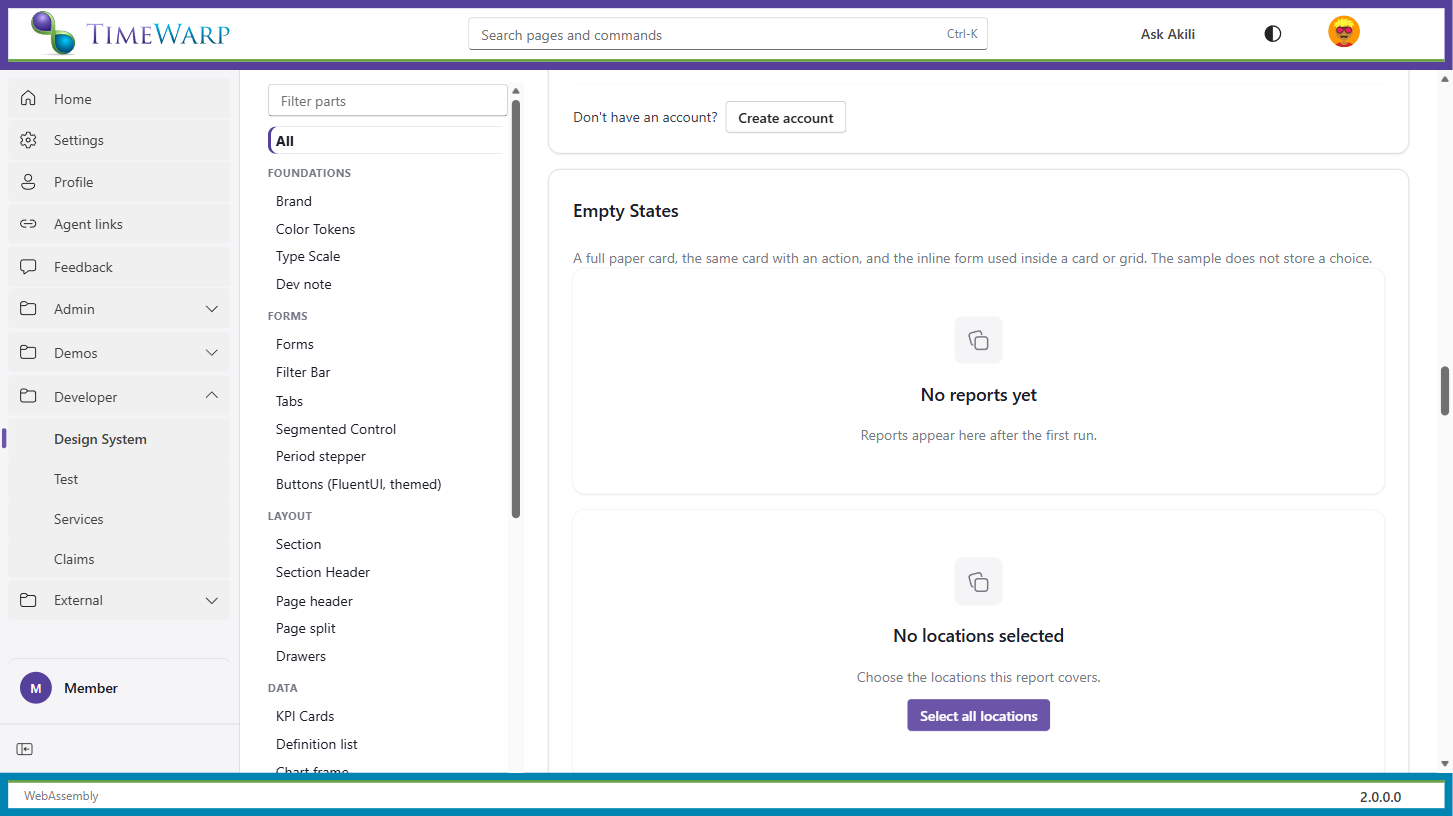 TIMEWARP
Search pages and commands
Ctrl-K
Ask Akili
Home
Settings
Profile
Agent links
Feedback
Admin
Demos
Developer
Design System
Test
Services
Claims
External
M
Member
Filter parts
All
FOUNDATIONS
Brand
Color Tokens
Type Scale
Dev note
FORMS
Forms
Filter Bar
Tabs
Segmented Control
Period stepper
Buttons (FluentUI, themed)
LAYOUT
Section
Section Header
Page header
Page split
Drawers
DATA
KPI Cards
Definition list
Chart frame
Don't have an account?
Create account
Empty States
A full paper card, the same card with an action, and the inline form used inside a card or grid. The sample does not store a choice.
No reports yet
Reports appear here after the first run.
No locations selected
Choose the locations this report covers.
Select all locations
WebAssembly
2.0.0.0